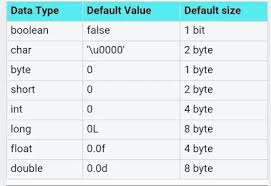 Data Type Default Value Default size
boolean false 1 bit
char '\u0000' 2 byte
byte 0 1 byte
short 0 2 byte
int 0 4 byte
long 0L 8 byte
float 0.0f 4 byte
double 0.0d 8 byte